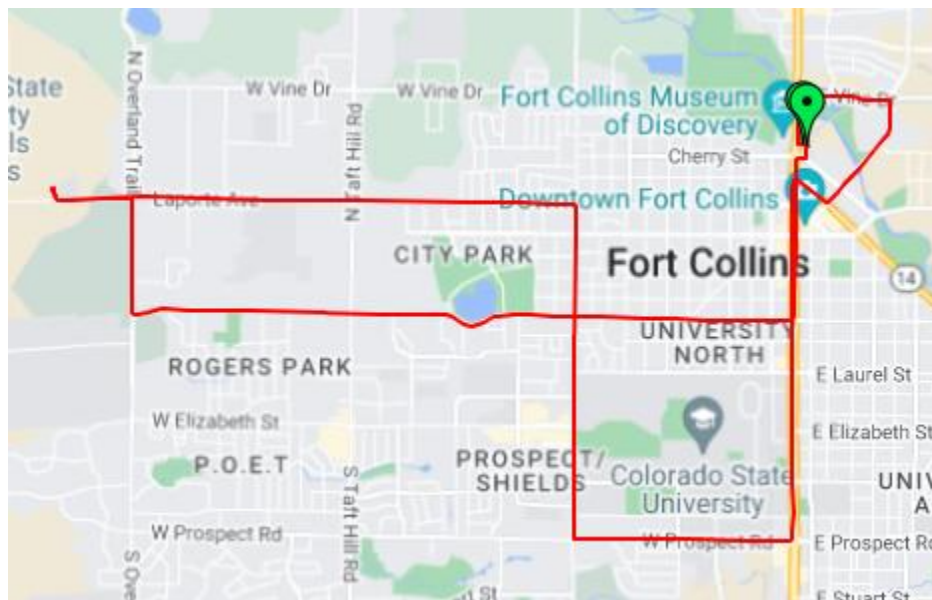 State
ty
ls
s
N Overland Trail
W Vine Dr
N Taft Hill Rd
W Vine Dr
Fort Collins Museum
of Discovery
E Vine Dr
Cherry St
Laporte Ave
Downtown Fort Collins
CITY PARK
Fort Collins
14
UNIVERSITY
NORTH
ROGERS PARK
E Laurel St
W Elizabeth St
E Elizabeth St
P.O.E.T
PROSPECT/
SHIELDS
Colorado State
University
UNIV
A
S Taft Hill Rd
W Prospect Rd
W Prospect Rd
E Prospect Rd
S Ove
rt St
E Stuart St